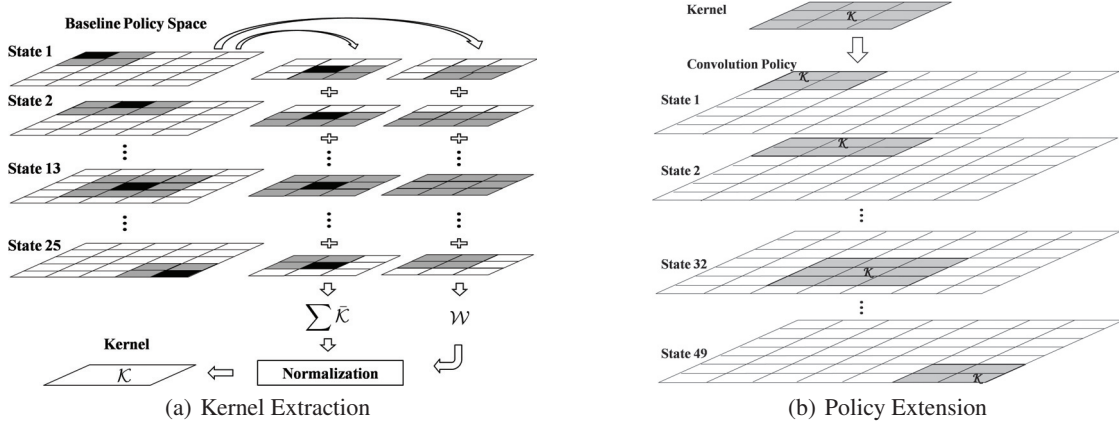 Baseline Policy Space
State 1
State 2
State 13
State 25
∑ K̄
W
Kernel
K
Normalization
(a) Kernel Extraction
Kernel
K
Convolution Policy
K
State 1
K
State 2
State 32
K
State 49
K
(b) Policy Extension